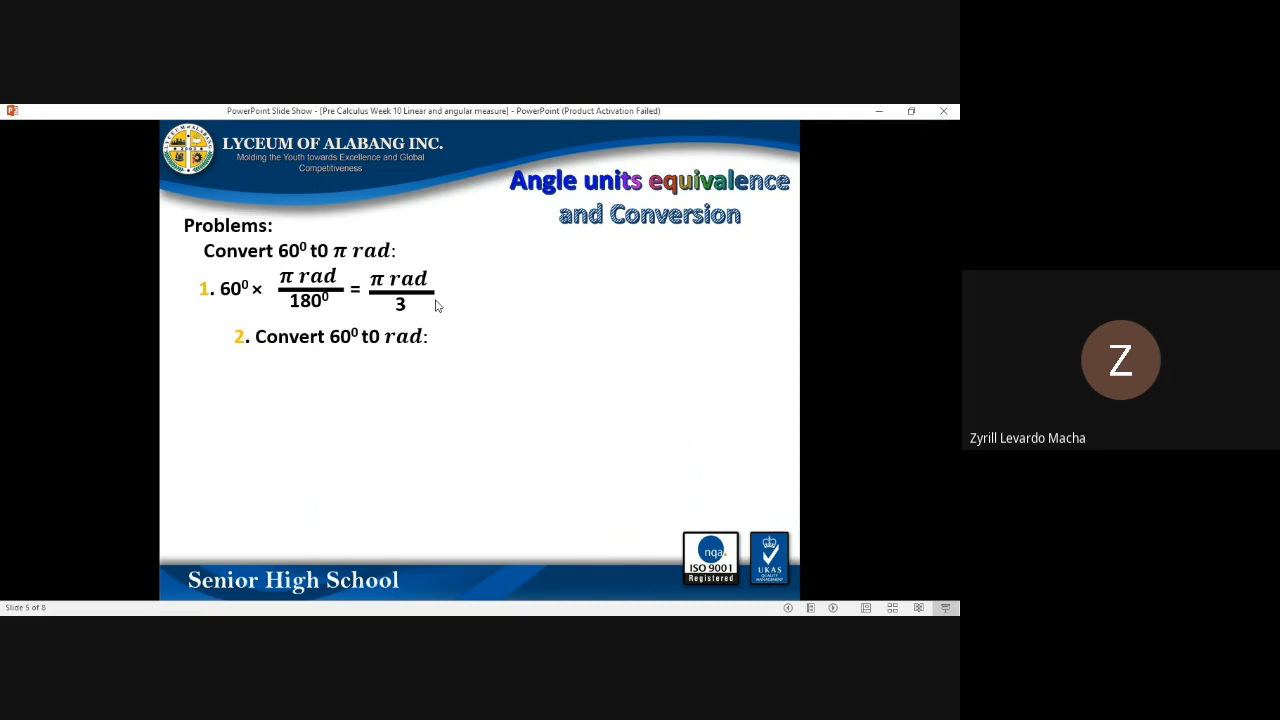 PowerPoint Slide Show - [Pre Calculus Week 10 Linear and angular measure] - PowerPoint (Product Activation Failed)
LYCEUM OF ALABANG INC.
Molding the Youth towards Excellence and Global
Competitiveness
Angle units equivalence
and Conversion
Problems:
Convert 60⁰ t0 π rad:
1. 60⁰ × π rad / 180⁰ = π rad / 3
2. Convert 60⁰ t0 rad:
Z
Zyrill Levardo Macha
nqa.
ISO 9001
Registered
UKAS
QUALITY
MANAGEMENT
Senior High School
Slide 5 of 8